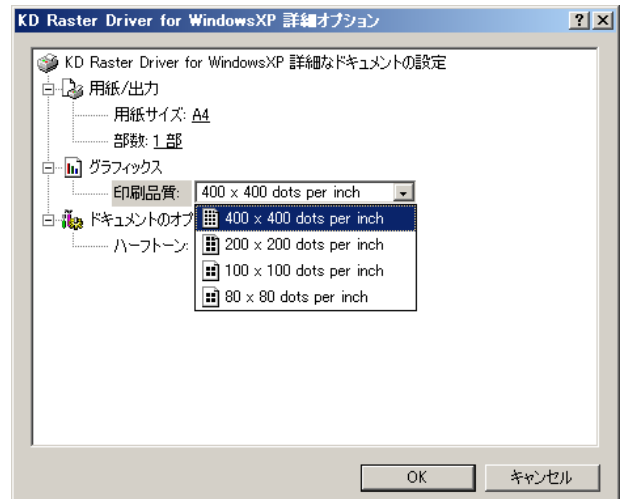 KD Raster Driver for WindowsXP 詳細オプション
KD Raster Driver for WindowsXP 詳細なドキュメントの設定
用紙/出力
用紙サイズ: A4
部数: 1 部
グラフィックス
印刷品質: 400 × 400 dots per inch
400 × 400 dots per inch
ドキュメントのオプ
200 × 200 dots per inch
ハーフトーン:
100 × 100 dots per inch
80 × 80 dots per inch
OK キャンセル